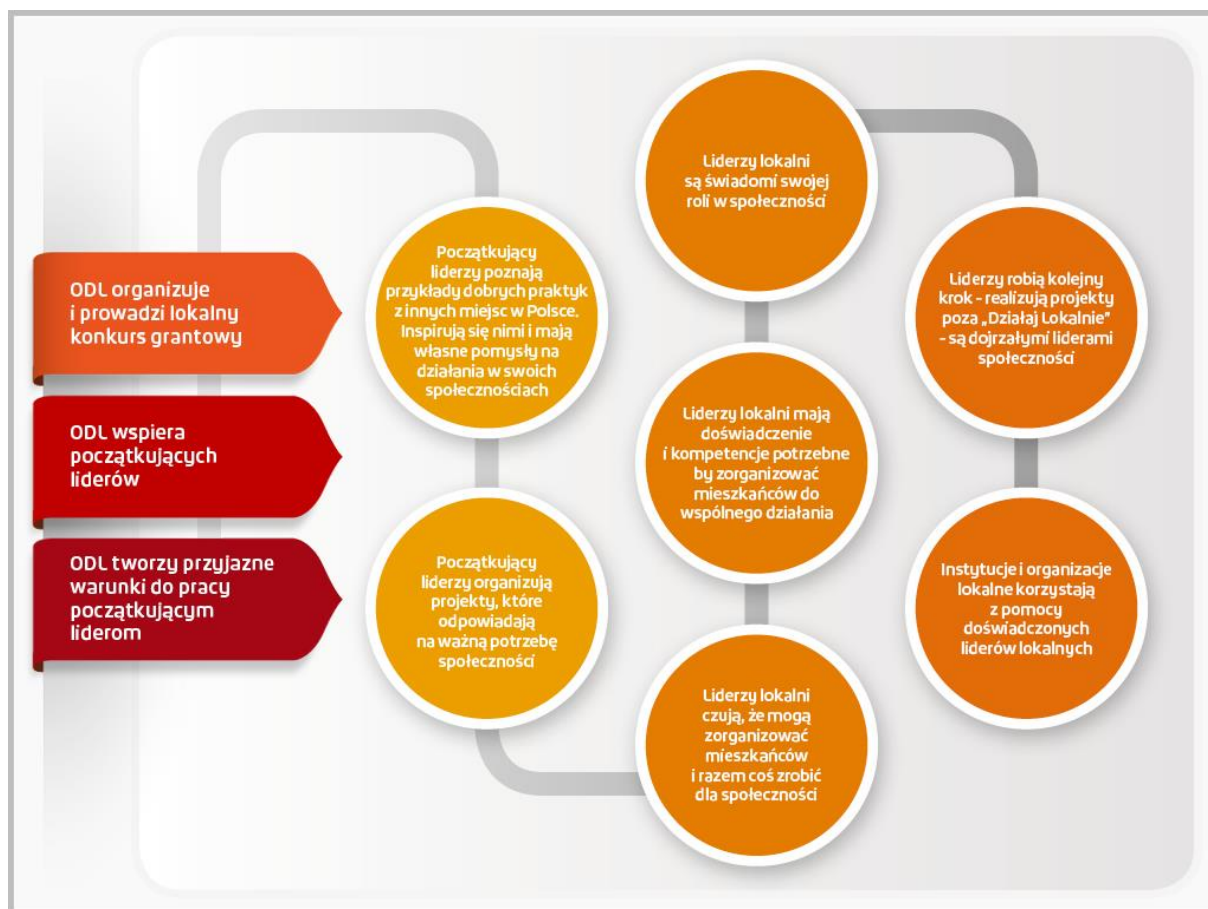 ODL organizuje
i prowadzi lokalny
konkurs grantowy
ODL wspiera
początkujących
liderów
ODL tworzy przyjazne
warunki do pracy
początkującym
liderom
Początkujący
liderzy poznają
przykłady dobrych praktyk
z innych miejsc w Polsce.
Inspirują się nimi i mają
własne pomysły na
działania w swoich
społecznościach
Początkujący
liderzy organizują
projekty, które
odpowiadają
na ważną potrzebę
społeczności
Liderzy lokalni
czują, że mogą
zorganizować
mieszkańców
i razem coś zrobić
dla społeczności
Liderzy lokalni mają
doświadczenie
i kompetencje potrzebne
by zorganizować
mieszkańców do
wspólnego działania
Liderzy lokalni
są świadomi swojej
roli w społeczności
Liderzy robią kolejny
krok - realizują projekty
poza „Działaj Lokalnie”
- są dojrzałymi liderami
społeczności
Instytucje i organizacje
lokalne korzystają
z pomocy
doświadczonych
liderów lokalnych